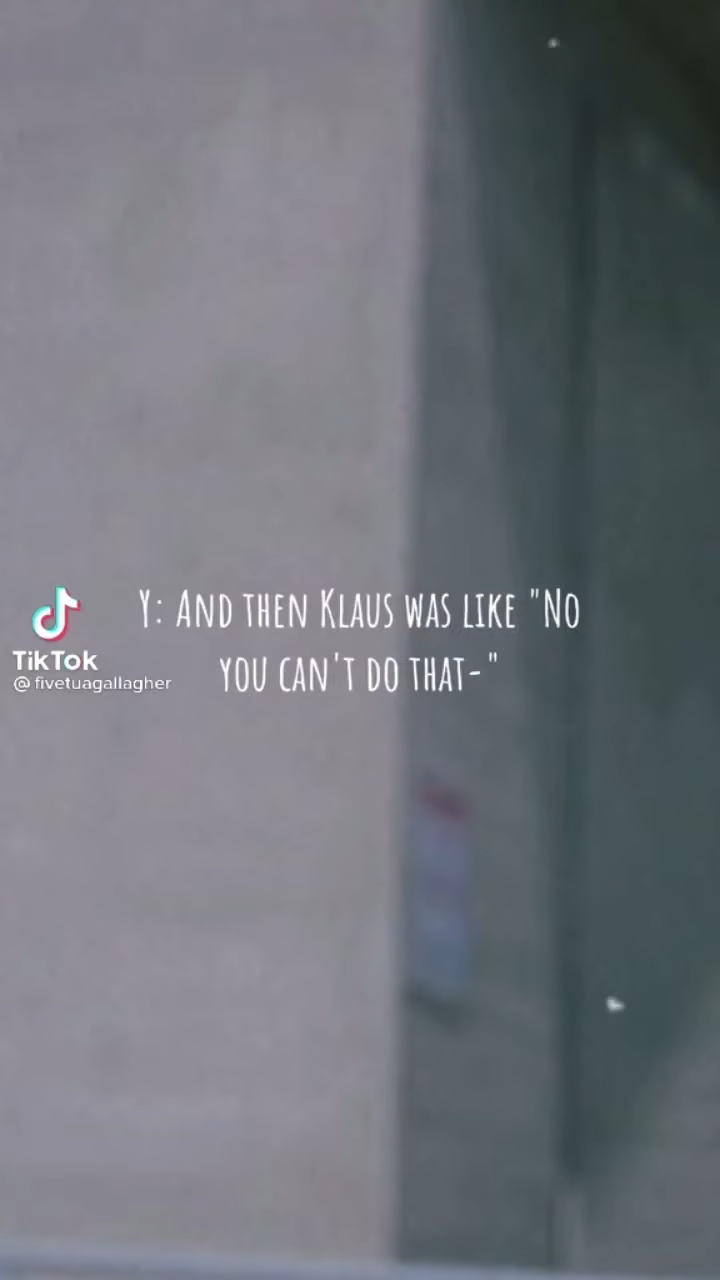 Y: And then Klaus was like "No
you can't do that-"
TikTok
@fivetuagallagher